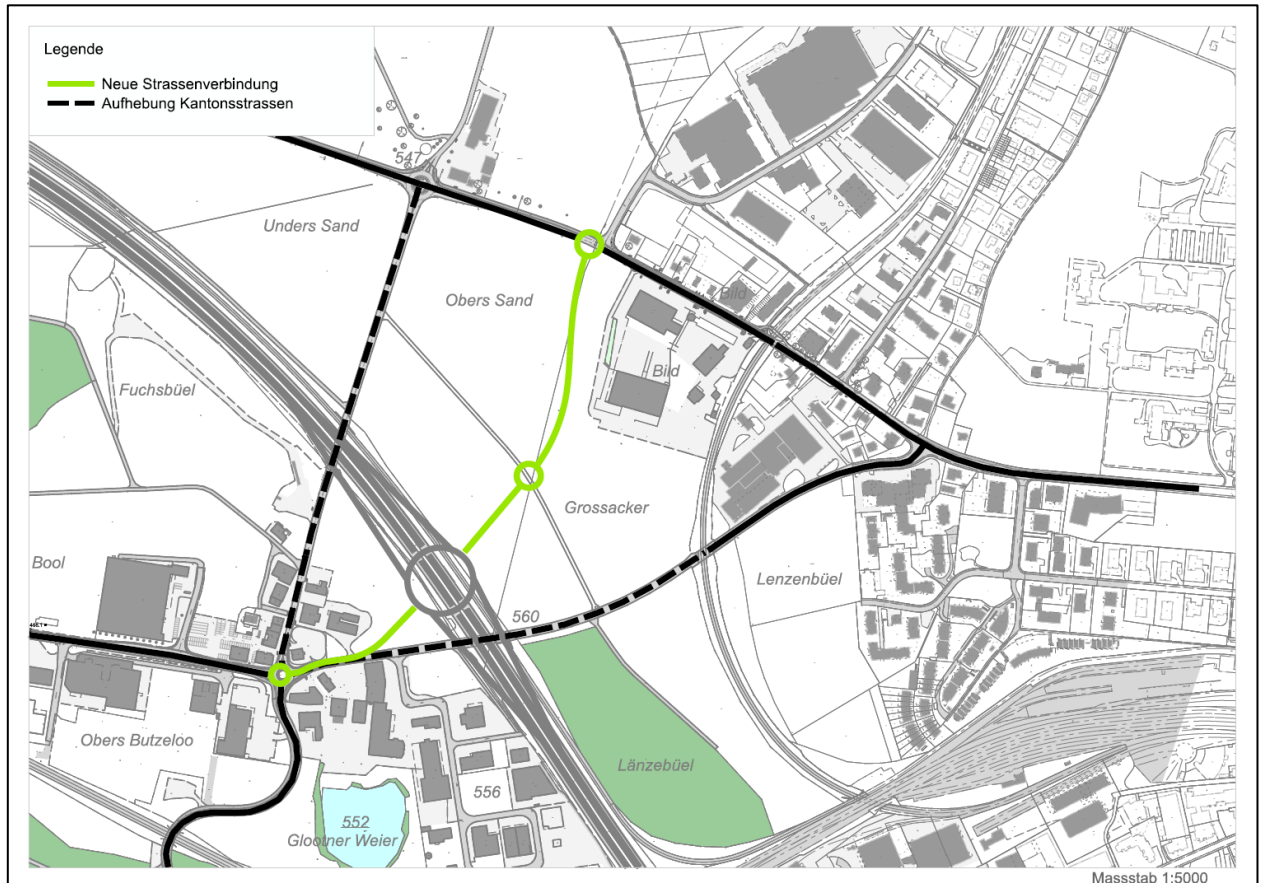 Legende
Neue Strassenverbindung
Aufhebung Kantonsstrassen
547
Unders Sand
Obers Sand
Bild
Fuchsbüel
Bild
Grossacker
Bool
Lenzenbüel
560
Obers Butzeloo
Länzebüel
556
552
Glootner Weier
Massstab 1:5000